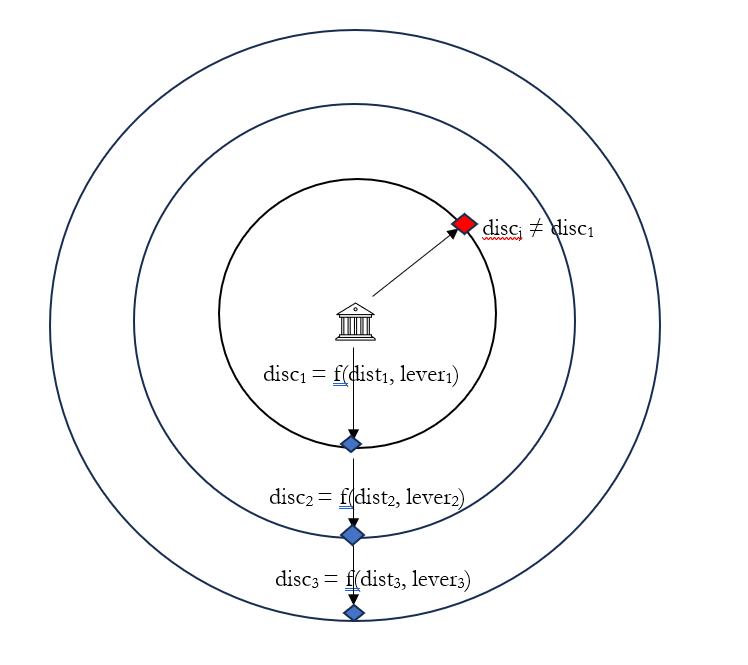 discⱼ ≠ disc₁
disc₁ = f(dist₁, lever₁)
disc₂ = f(dist₂, lever₂)
disc₃ = f(dist₃, lever₃)